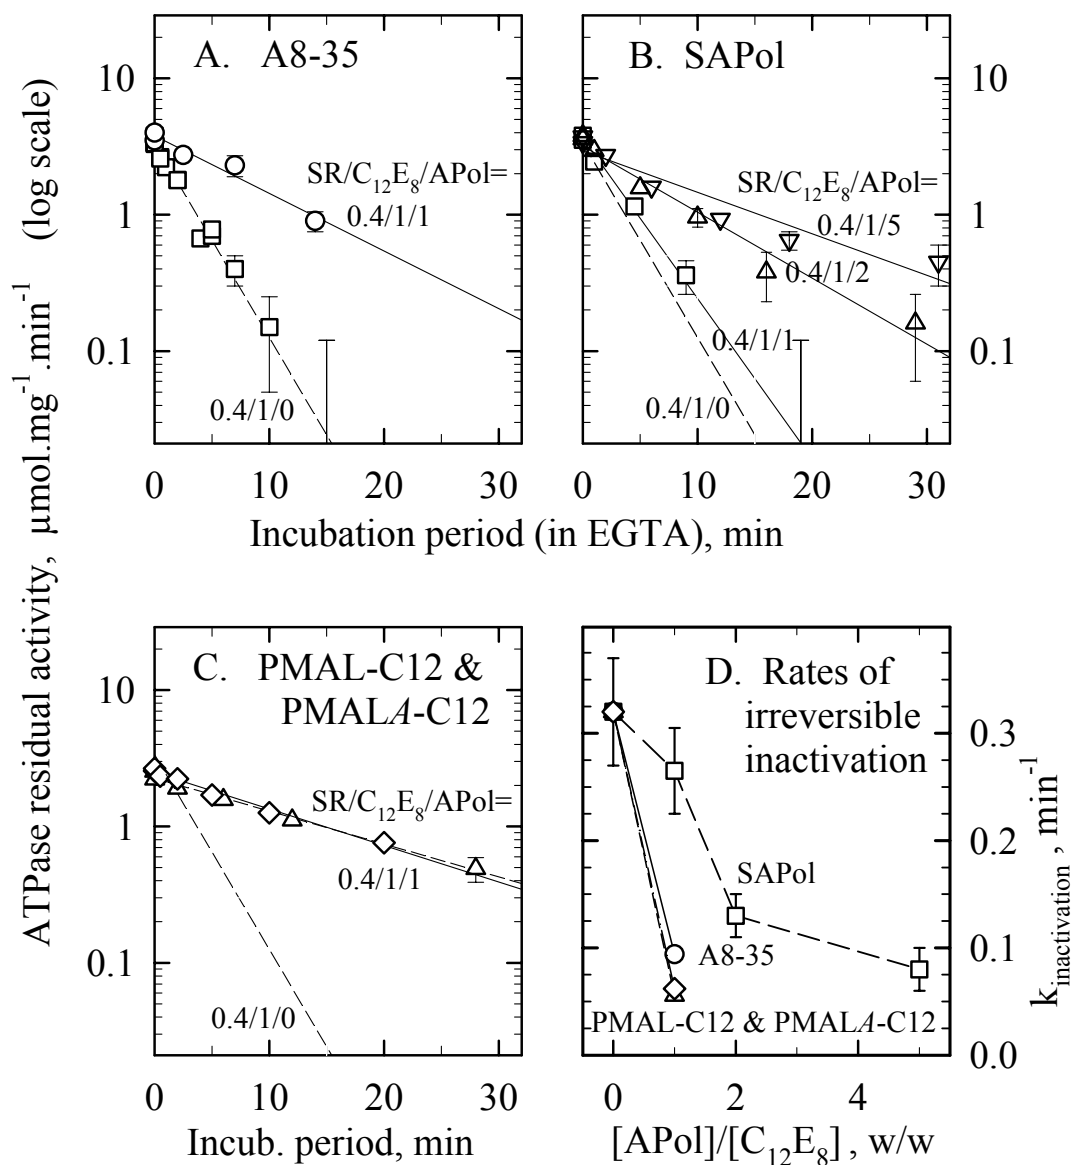 A. A8-35
B. SAPol
ATPase residual activity, µmol.mg⁻¹.min⁻¹ (log scale)
10
1
0.1
SR/C₁₂E₈/APol=
0.4/1/1
0.4/1/0
0 10 20 30
SR/C₁₂E₈/APol=
0.4/1/5
0.4/1/2
0.4/1/1
0.4/1/0
10
1
0.1
0 10 20 30
Incubation period (in EGTA), min
C. PMAL-C12 &
PMALA-C12
10
1
0.1
SR/C₁₂E₈/APol=
0.4/1/1
0.4/1/0
0 10 20 30
Incub. period, min
D. Rates of
irreversible
inactivation
SAPol
A8-35
PMAL-C12 & PMALA-C12
0.3
0.2
0.1
0.0
k inactivation , min⁻¹
0 2 4
[APol]/[C₁₂E₈] , w/w